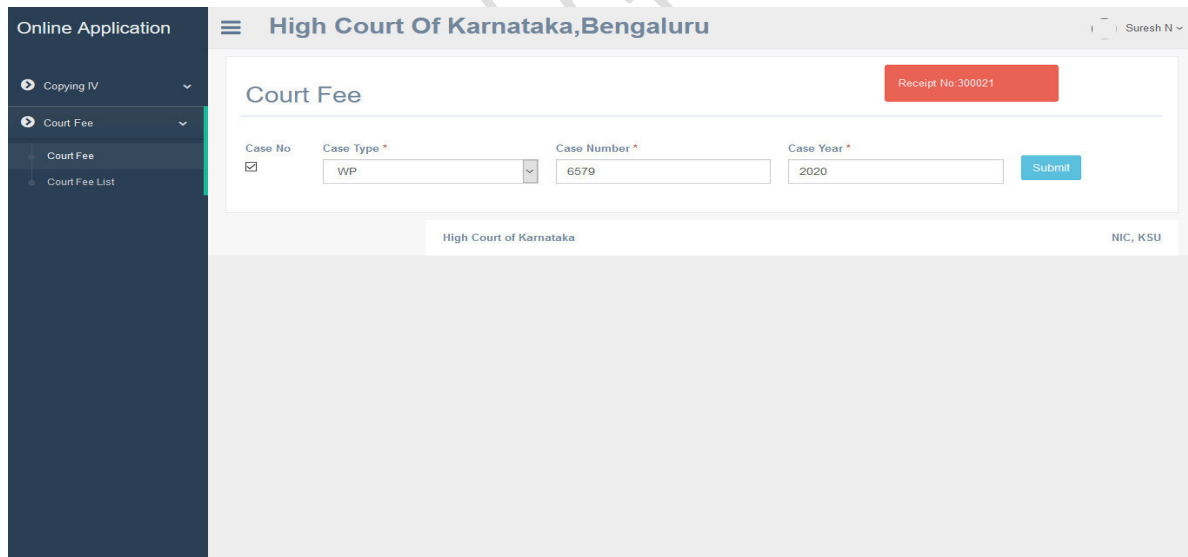 Online Application
High Court Of Karnataka,Bengaluru
Suresh N
Copying IV
Court Fee
Court Fee
Court Fee List
Court Fee
Receipt No:300021
Case No Case Type * Case Number * Case Year *
WP 6579 2020 Submit
High Court of Karnataka NIC, KSU